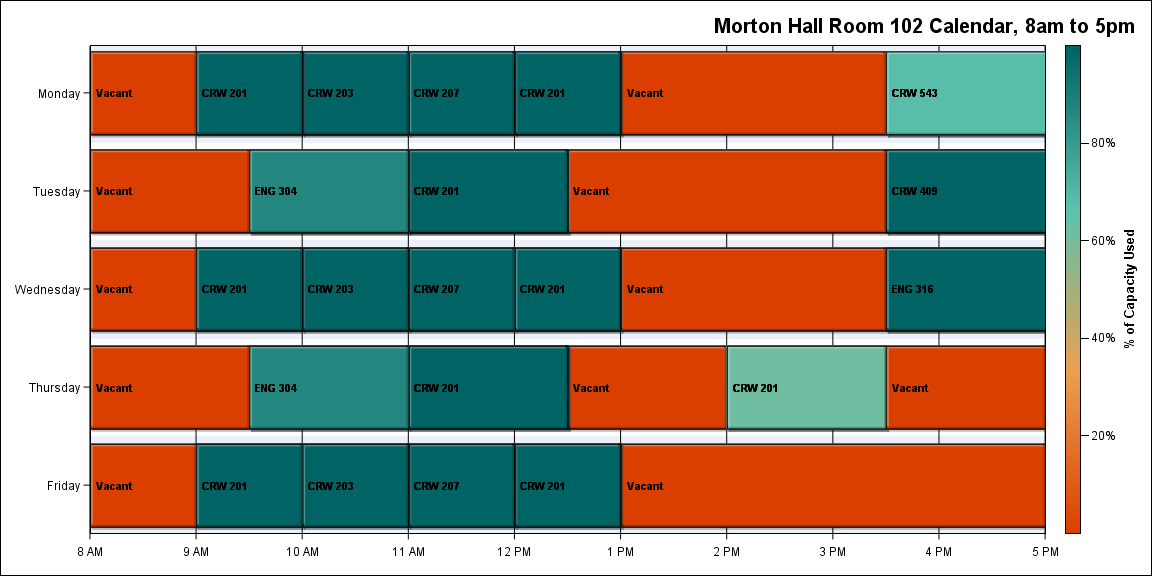 Morton Hall Room 102 Calendar, 8am to 5pm
Monday
Vacant
CRW 201
CRW 203
CRW 207
CRW 201
Vacant
CRW 543
Tuesday
Vacant
ENG 304
CRW 201
Vacant
CRW 409
Wednesday
Vacant
CRW 201
CRW 203
CRW 207
CRW 201
Vacant
ENG 316
Thursday
Vacant
ENG 304
CRW 201
Vacant
CRW 201
Vacant
Friday
Vacant
CRW 201
CRW 203
CRW 207
CRW 201
Vacant
8 AM
9 AM
10 AM
11 AM
12 PM
1 PM
2 PM
3 PM
4 PM
5 PM
80%
60%
40%
20%
% of Capacity Used